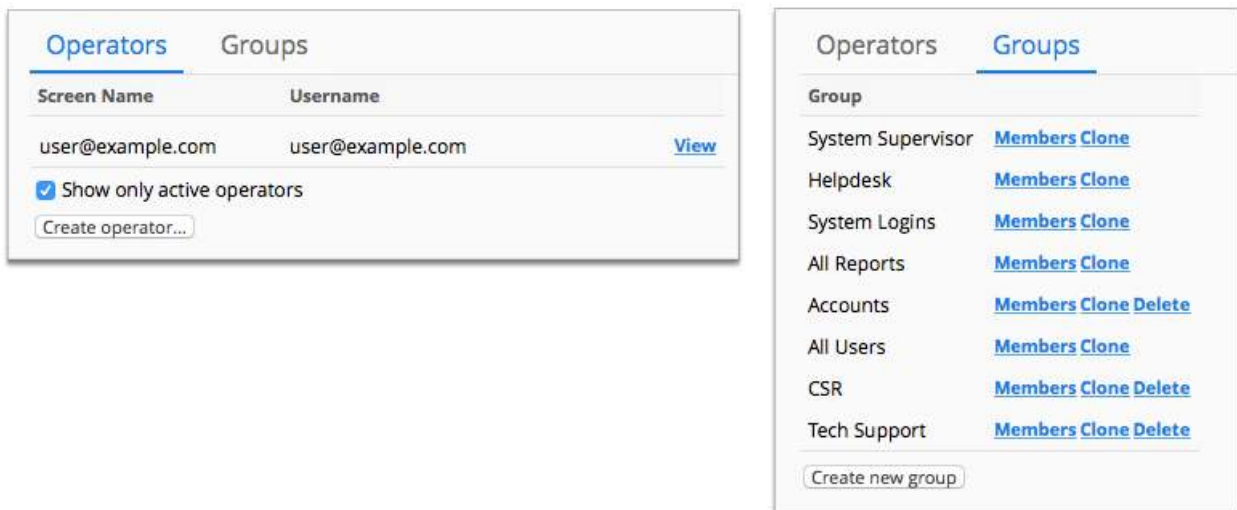 Operators Groups
Screen Name Username
user@example.com user@example.com View
Show only active operators
Create operator...
Operators Groups
Group
System Supervisor Members Clone
Helpdesk Members Clone
System Logins Members Clone
All Reports Members Clone
Accounts Members Clone Delete
All Users Members Clone
CSR Members Clone Delete
Tech Support Members Clone Delete
Create new group